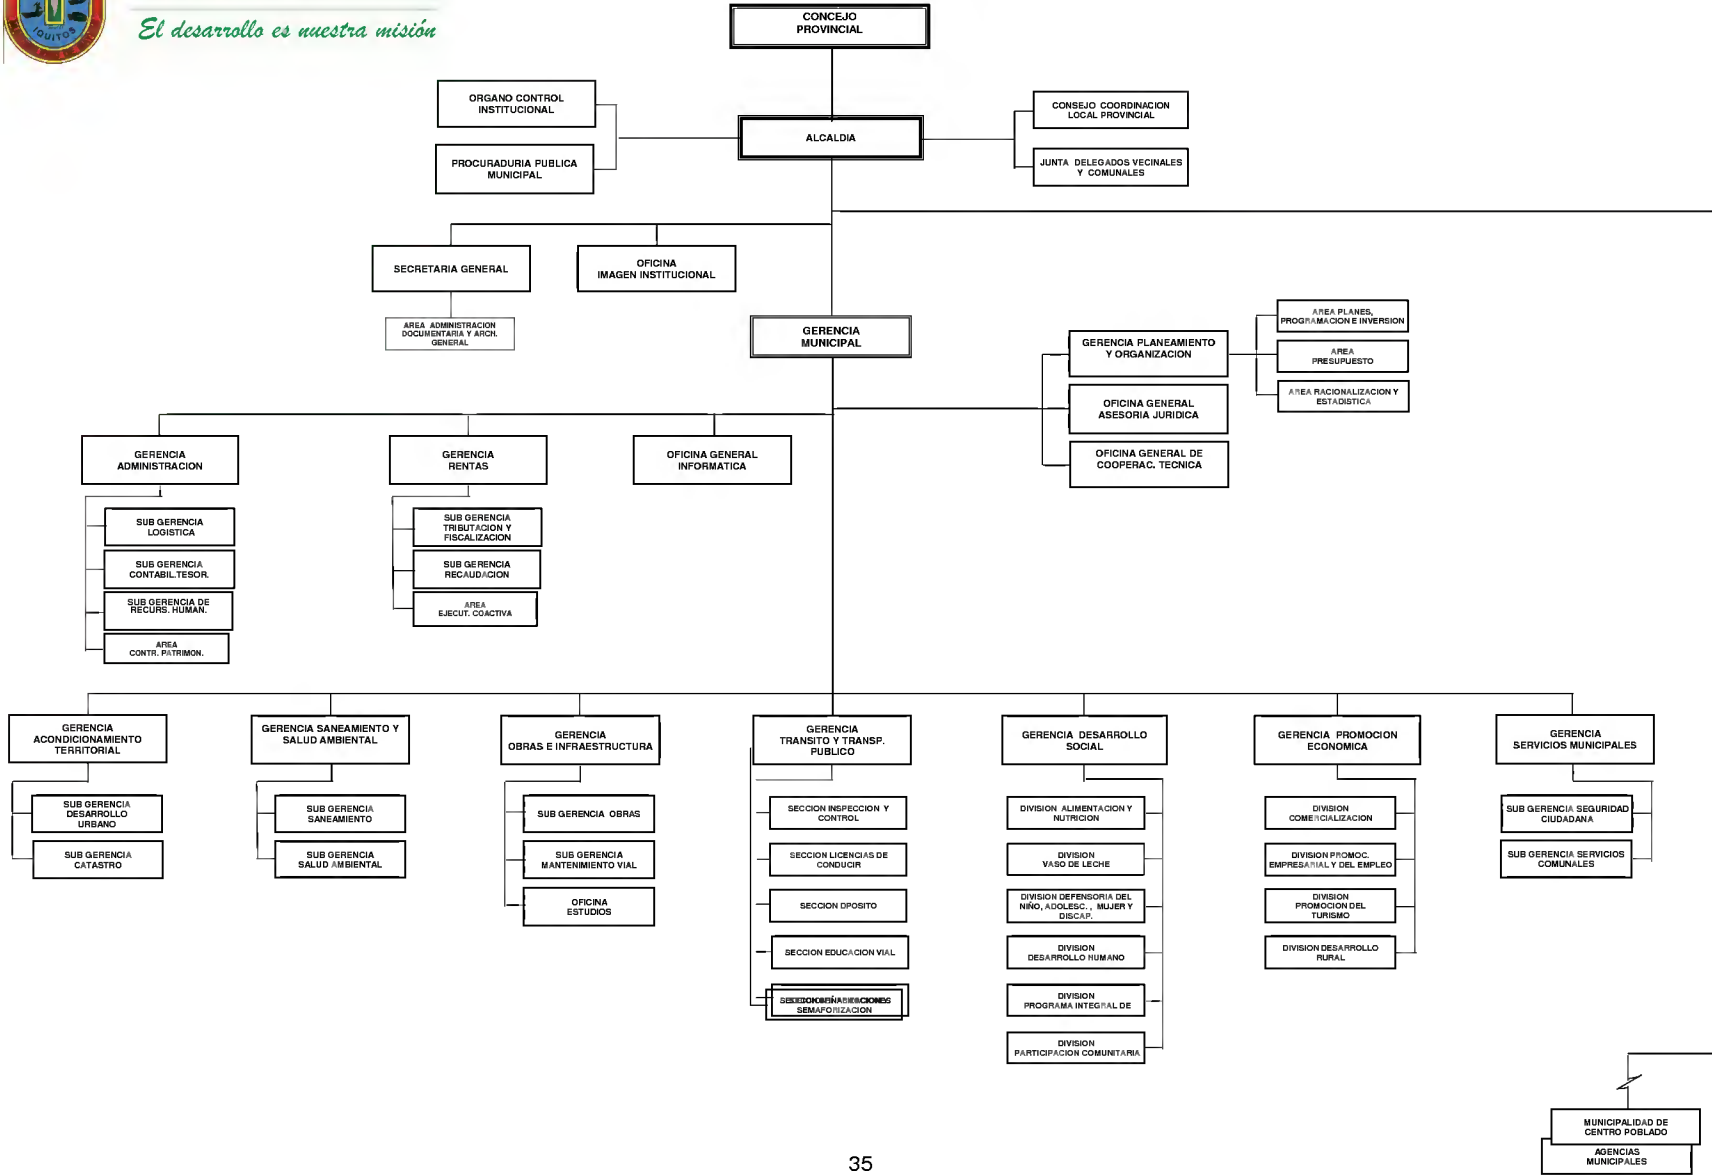 IQUITOS
El desarrollo es nuestra misión
CONCEJO
PROVINCIAL
ORGANO CONTROL
INSTITUCIONAL
CONSEJO COORDINACION
LOCAL PROVINCIAL
ALCALDIA
PROCURADURIA PUBLICA
MUNICIPAL
JUNTA DELEGADOS VECINALES
Y COMUNALES
SECRETARIA GENERAL
OFICINA
IMAGEN INSTITUCIONAL
AREA ADMINISTRACION
DOCUMENTARIA Y ARCH.
GENERAL
GERENCIA
MUNICIPAL
GERENCIA PLANEAMIENTO
Y ORGANIZACION
AREA PLANES,
PROGRAMACION E INVERSION
AREA
PRESUPUESTO
AREA RACIONALIZACION Y
ESTADISTICA
OFICINA GENERAL
ASESORIA JURIDICA
OFICINA GENERAL DE
COOPERAC. TECNICA
GERENCIA
ADMINISTRACION
GERENCIA
RENTAS
OFICINA GENERAL
INFORMATICA
SUB GERENCIA
LOGISTICA
SUB GERENCIA
CONTABIL.TESOR.
SUB GERENCIA DE
RECURS. HUMAN.
AREA
CONTR. PATRIMON.
SUB GERENCIA
TRIBUTACION Y
FISCALIZACION
SUB GERENCIA
RECAUDACION
AREA
EJECUT. COACTIVA
GERENCIA
ACONDICIONAMIENTO
TERRITORIAL
GERENCIA SANEAMIENTO Y
SALUD AMBIENTAL
GERENCIA
OBRAS E INFRAESTRUCTURA
GERENCIA
TRANSITO Y TRANSP.
PUBLICO
GERENCIA DESARROLLO
SOCIAL
GERENCIA PROMOCION
ECONOMICA
GERENCIA
SERVICIOS MUNICIPALES
SUB GERENCIA
DESARROLLO
URBANO
SUB GERENCIA
CATASTRO
SUB GERENCIA
SANEAMIENTO
SUB GERENCIA
SALUD AMBIENTAL
SUB GERENCIA OBRAS
SUB GERENCIA
MANTENIMIENTO VIAL
OFICINA
ESTUDIOS
SECCION INSPECCION Y
CONTROL
SECCION LICENCIAS DE
CONDUCIR
SECCION DPOSITO
SECCION EDUCACION VIAL
SEMAFORIZACION
DIVISION ALIMENTACION Y
NUTRICION
DIVISION
VASO DE LECHE
DIVISION DEFENSORIA DEL
NIÑO, ADOLESC. , MUJER Y
DISCAP.
DIVISION
DESARROLLO HUMANO
DIVISION
PROGRAMA INTEGRAL DE
DIVISION
PARTICIPACION COMUNITARIA
DIVISION
COMERCIALIZACION
DIVISION PROMOC.
EMPRESARIAL Y DEL EMPLEO
DIVISION
PROMOCION DEL
TURISMO
DIVISION DESARROLLO
RURAL
SUB GERENCIA SEGURIDAD
CIUDADANA
SUB GERENCIA SERVICIOS
COMUNALES
MUNICIPALIDAD DE
CENTRO POBLADO
AGENCIAS
MUNICIPALES
35